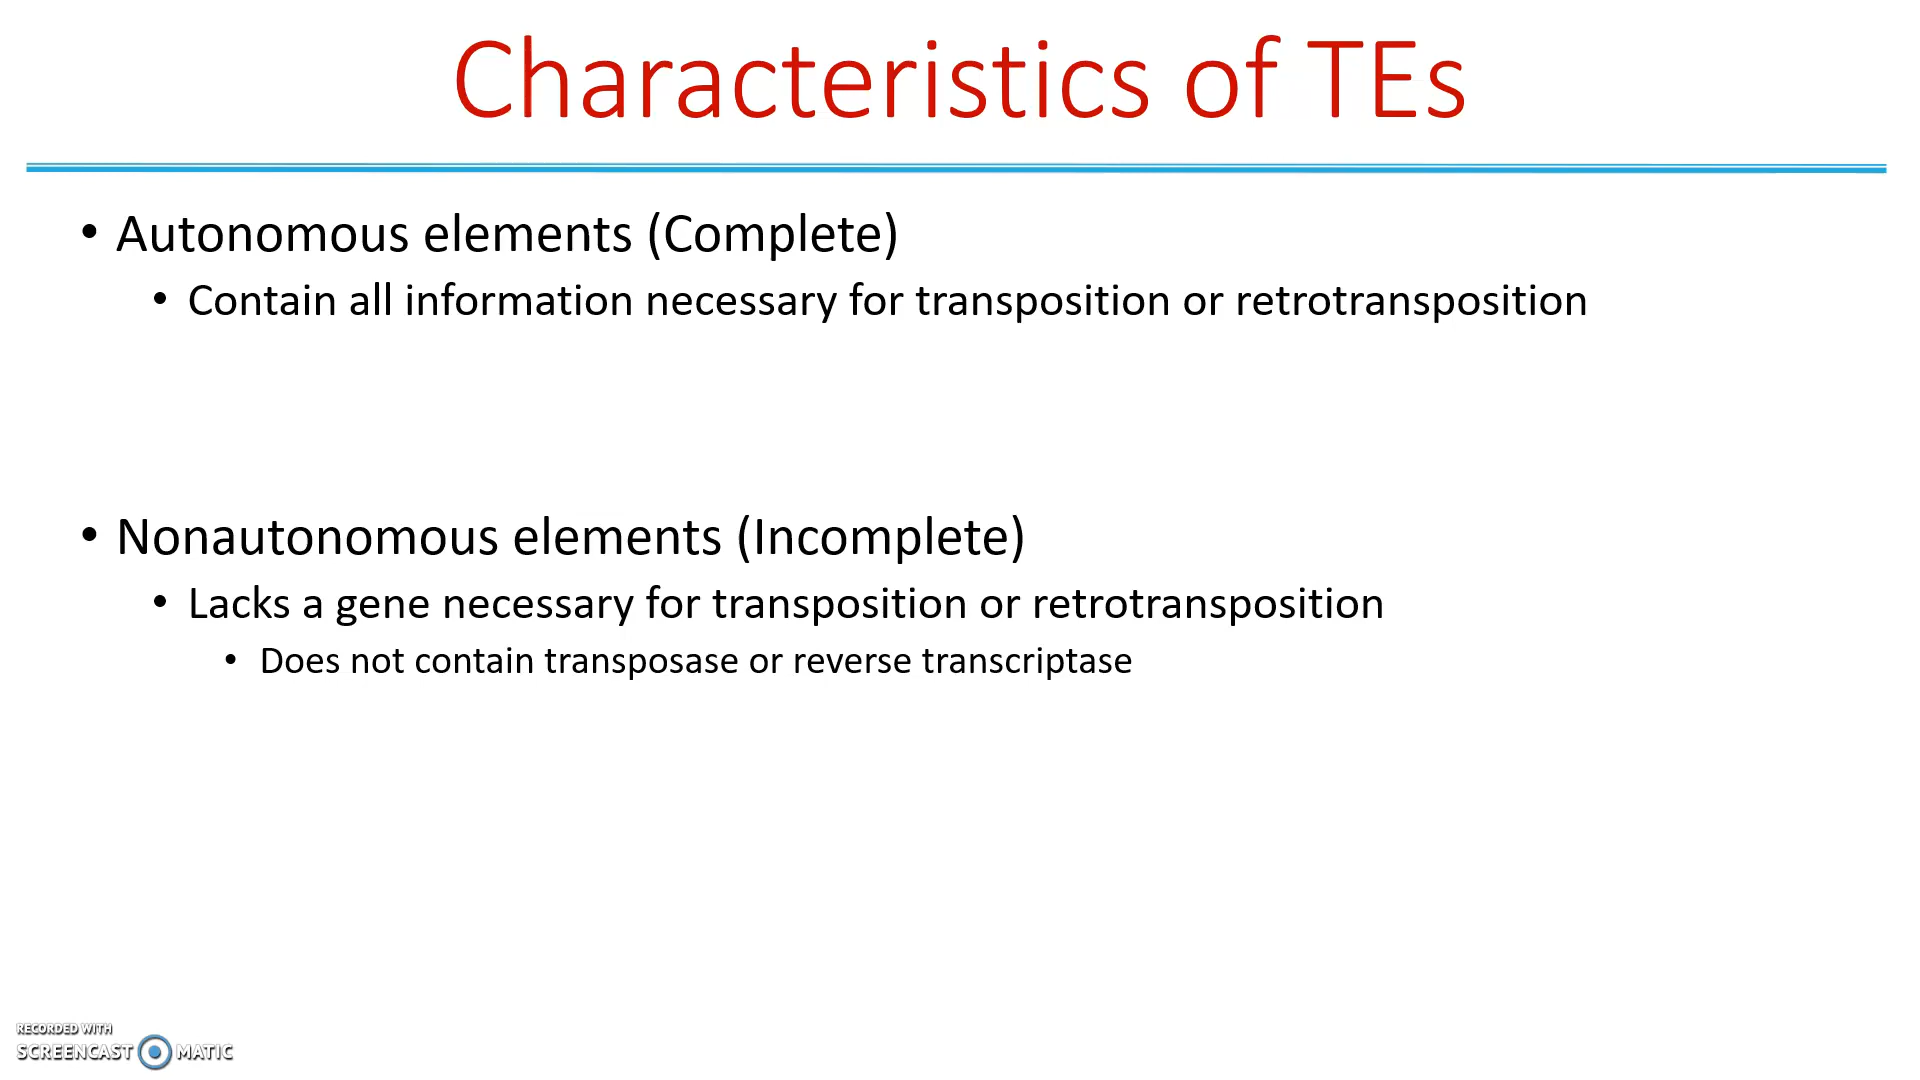 Characteristics of TEs
• Autonomous elements (Complete)
• Contain all information necessary for transposition or retrotransposition
• Nonautonomous elements (Incomplete)
• Lacks a gene necessary for transposition or retrotransposition
• Does not contain transposase or reverse transcriptase
RECORDED WITH
SCREENCAST MATIC